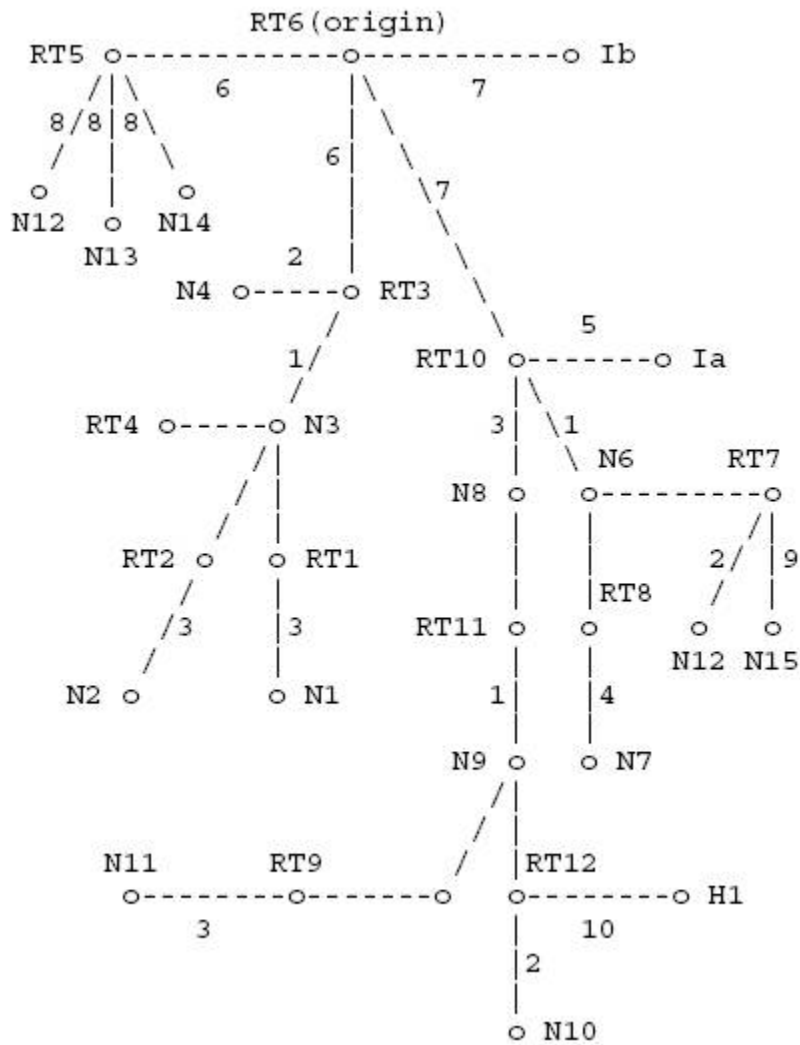 RT6(origin)
RT5 Ib
6 7
8 8 8
6
7
N12 N14
N13
2
N4 RT3
5
1
RT10 Ia
RT4 N3 3 1
N6 RT7
N8
RT2 RT1 2 9
RT8
3 3 RT11
N12 N15
N2 N1 1 4
N9 N7
N11 RT9 RT12
H1
3 10
2
N10